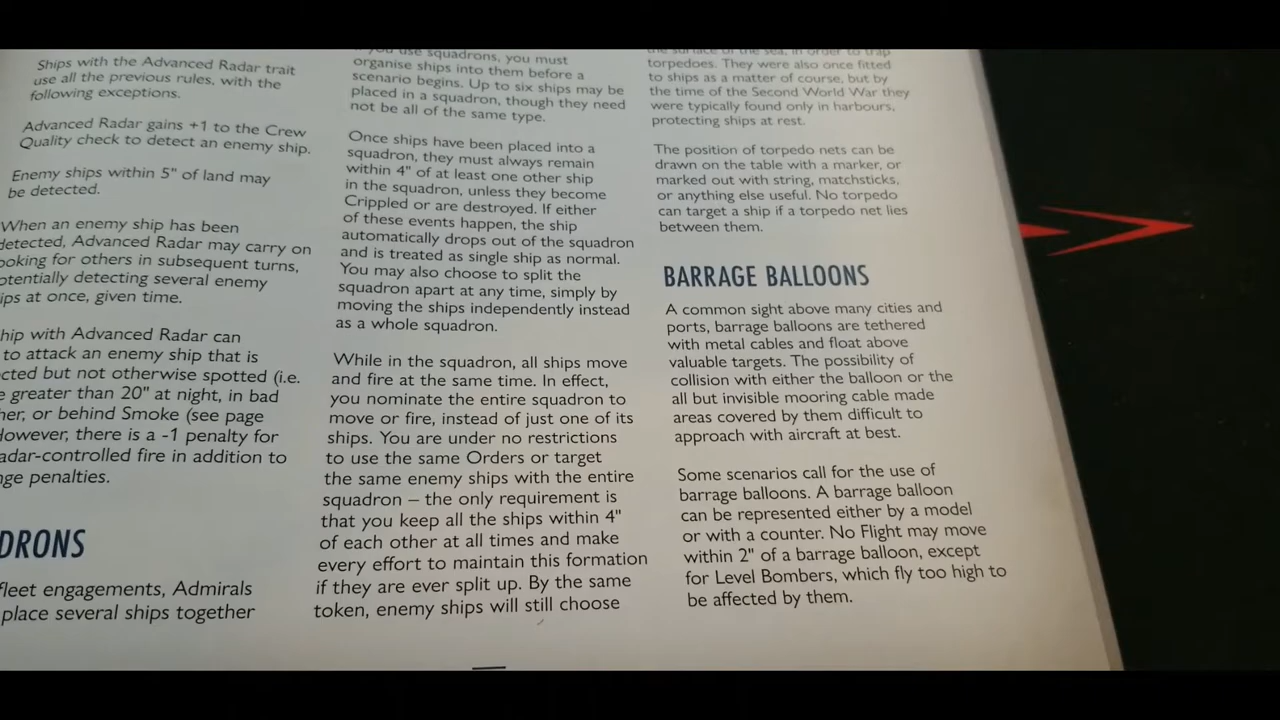 Ships with the Advanced Radar trait
use all the previous rules, with the
following exceptions.
Advanced Radar gains +1 to the Crew
Quality check to detect an enemy ship.
Enemy ships within 5" of land may
be detected.
When an enemy ship has been
detected, Advanced Radar may carry on
ooking for others in subsequent turns,
otentially detecting several enemy
ips at once, given time.
hip with Advanced Radar can
to attack an enemy ship that is
cted but not otherwise spotted (i.e.
e greater than 20" at night, in bad
her, or behind Smoke (see page
However, there is a -1 penalty for
adar-controlled fire in addition to
nge penalties.
DRONS
fleet engagements, Admirals
place several ships together
you use squadrons, you must
organise ships into them before a
scenario begins. Up to six ships may be
placed in a squadron, though they need
not be all of the same type.
Once ships have been placed into a
squadron, they must always remain
within 4" of at least one other ship
in the squadron, unless they become
Crippled or are destroyed. If either
of these events happen, the ship
automatically drops out of the squadron
and is treated as single ship as normal.
You may also choose to split the
squadron apart at any time, simply by
moving the ships independently instead
as a whole squadron.
While in the squadron, all ships move
and fire at the same time. In effect,
you nominate the entire squadron to
move or fire, instead of just one of its
ships. You are under no restrictions
to use the same Orders or target
the same enemy ships with the entire
squadron – the only requirement is
that you keep all the ships within 4"
of each other at all times and make
every effort to maintain this formation
if they are ever split up. By the same
token, enemy ships will still choose
the surface of the sea, in order to trap
torpedoes. They were also once fitted
to ships as a matter of course, but by
the time of the Second World War they
were typically found only in harbours,
protecting ships at rest.
The position of torpedo nets can be
drawn on the table with a marker, or
marked out with string, matchsticks,
or anything else useful. No torpedo
can target a ship if a torpedo net lies
between them.
BARRAGE BALLOONS
A common sight above many cities and
ports, barrage balloons are tethered
with metal cables and float above
valuable targets. The possibility of
collision with either the balloon or the
all but invisible mooring cable made
areas covered by them difficult to
approach with aircraft at best.
Some scenarios call for the use of
barrage balloons. A barrage balloon
can be represented either by a model
or with a counter. No Flight may move
within 2" of a barrage balloon, except
for Level Bombers, which fly too high to
be affected by them.